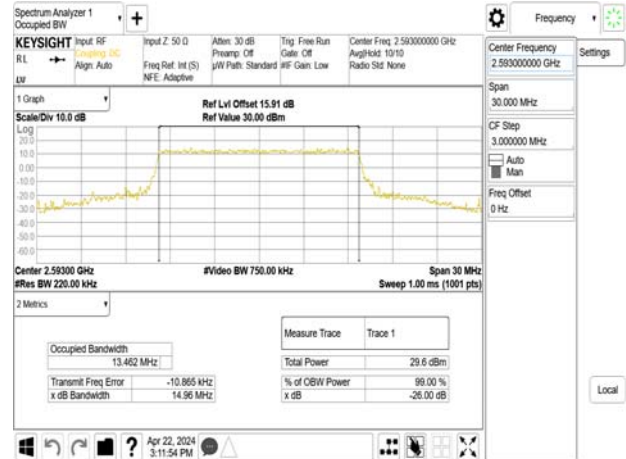 Spectrum Analyzer 1
Occupied BW
+
Frequency
KEYSIGHT
RL
Input: RF
Coupling: DC
Align: Auto
Input Z: 50 Ω
Freq Ref: Int (S)
NFE: Adaptive
Atten: 30 dB
Preamp: Off
µW Path: Standard
Trig: Free Run
Gate: Off
#IF Gain: Low
Center Freq: 2.593000000 GHz
Avg|Hold: 10/10
Radio Std: None
Center Frequency
2.593000000 GHz
Settings
Span
30.000 MHz
CF Step
3.000000 MHz
Auto
Man
Freq Offset
0 Hz
Local
1 Graph
Scale/Div 10.0 dB
Ref Lvl Offset 15.91 dB
Ref Value 30.00 dBm
Log
20.0
10.0
0.00
-10.0
-20.0
-30.0
-40.0
-50.0
-60.0
Center 2.59300 GHz
#Res BW 220.00 kHz
#Video BW 750.00 kHz
Span 30 MHz
Sweep 1.00 ms (1001 pts)
2 Metrics
Measure Trace Trace 1
Occupied Bandwidth
13.462 MHz
Total Power 29.6 dBm
Transmit Freq Error -10.865 kHz
% of OBW Power 99.00 %
x dB Bandwidth 14.96 MHz
x dB -26.00 dB
?
Apr 22, 2024
3:11:54 PM